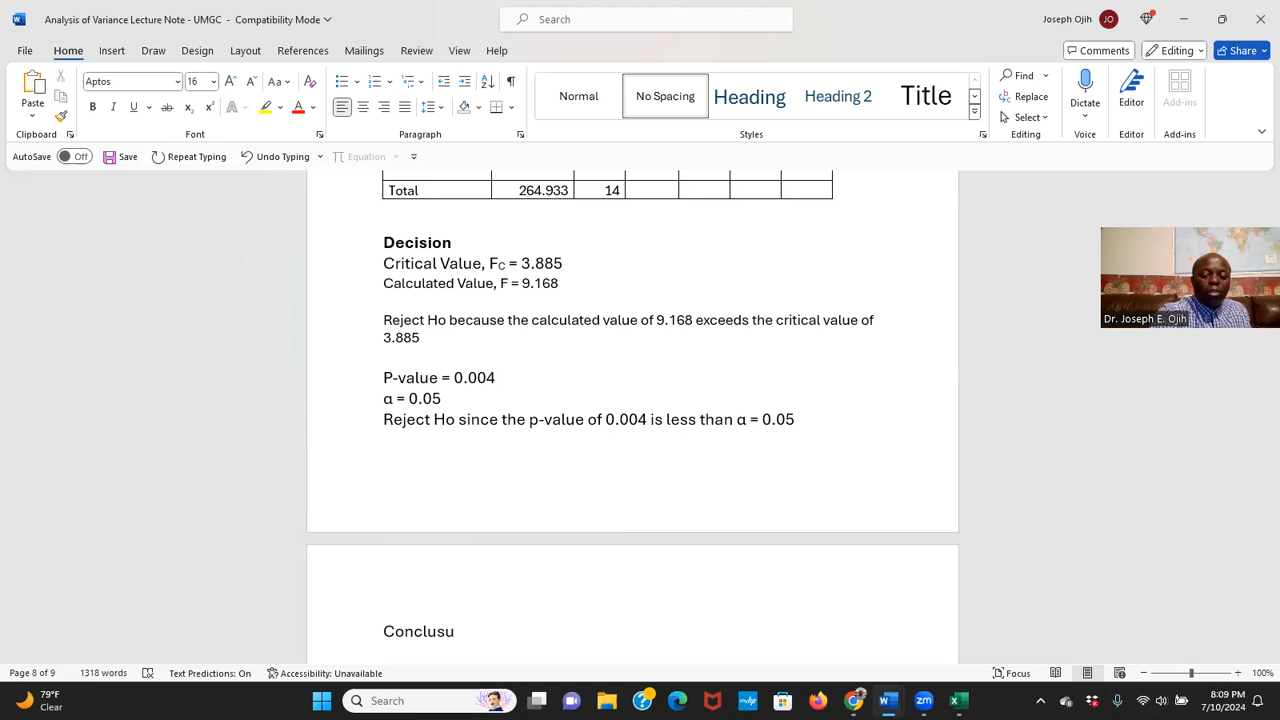 Analysis of Variance Lecture Note - UMGC - Compatibility Mode
Search
Joseph Ojih
JO
File Home Insert Draw Design Layout References Mailings Review View Help
Comments
Editing
Share
Paste
Clipboard
Aptos
16
Font
Paragraph
Normal
No Spacing
Heading
Heading 2
Title
Styles
Find
Replace
Select
Editing
Dictate
Voice
Editor
Editor
Add-ins
Add-ins
AutoSave Off Save Repeat Typing Undo Typing Equation
Total 264.933 14
Decision
Critical Value, FC = 3.885
Calculated Value, F = 9.168
Reject Ho because the calculated value of 9.168 exceeds the critical value of
3.885
P-value = 0.004
α = 0.05
Reject Ho since the p-value of 0.004 is less than α = 0.05
Conclusu
Dr. Joseph E. Ojih
Page 8 of 9 1318 words Text Predictions: On Accessibility: Unavailable Focus 100%
79°F
Clear
Search
8:09 PM
7/10/2024